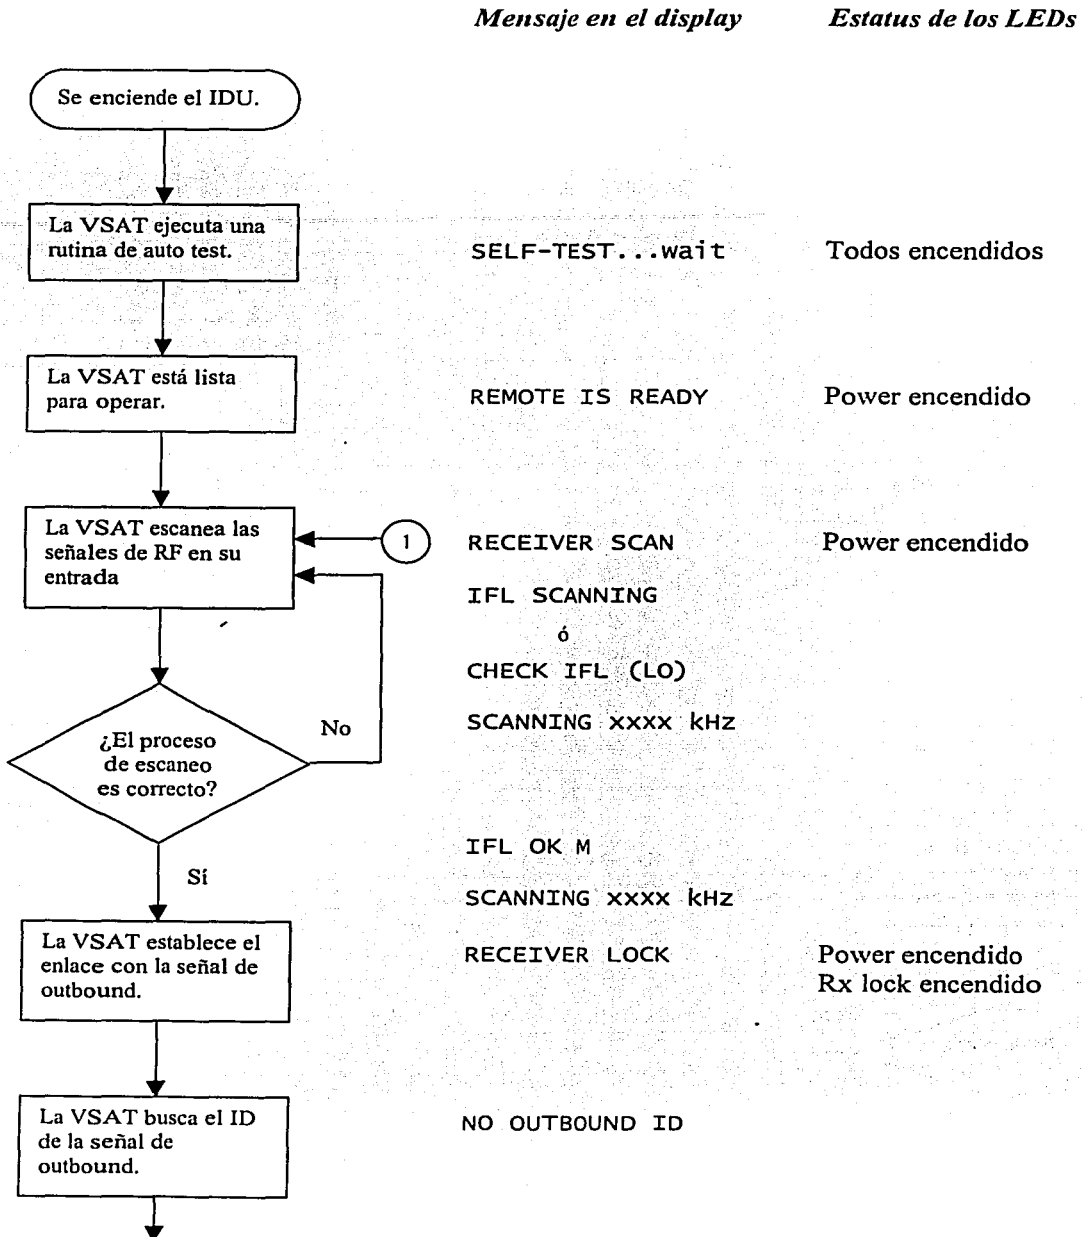 Mensaje en el display Estatus de los LEDs
Se enciende el IDU.
La VSAT ejecuta una
rutina de auto test.
SELF-TEST...wait Todos encendidos
La VSAT está lista
para operar.
REMOTE IS READY Power encendido
La VSAT escanea las
señales de RF en su
entrada
1
RECEIVER SCAN Power encendido
IFL SCANNING
ó
CHECK IFL (LO)
SCANNING xxxx kHz
¿El proceso
de escaneo
es correcto?
No
IFL OK M
Sí
SCANNING xxxx kHz
La VSAT establece el
enlace con la señal de
outbound.
RECEIVER LOCK Power encendido
Rx lock encendido
La VSAT busca el ID
de la señal de
outbound.
NO OUTBOUND ID